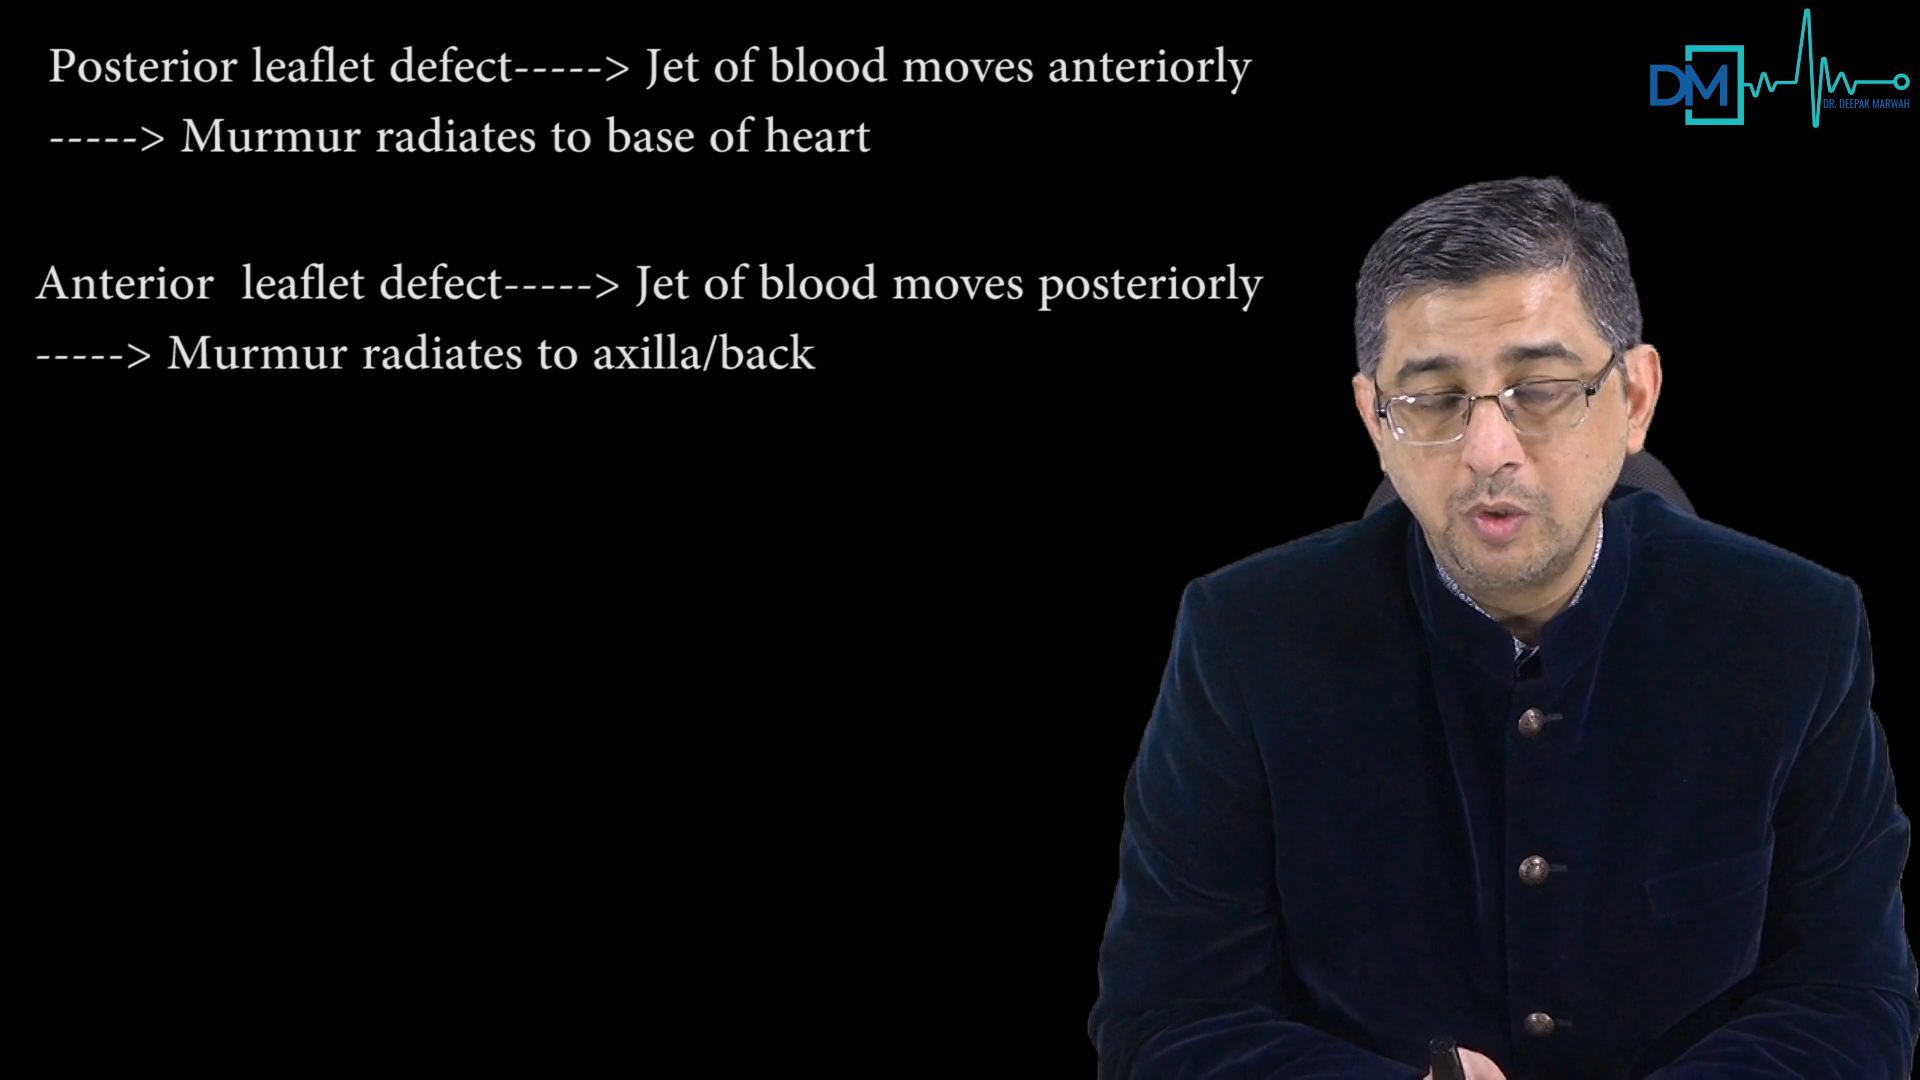 Posterior leaflet defect-----> Jet of blood moves anteriorly
-----> Murmur radiates to base of heart
Anterior  leaflet defect-----> Jet of blood moves posteriorly
-----> Murmur radiates to axilla/back
DM
DR. DEEPAK MARWAH